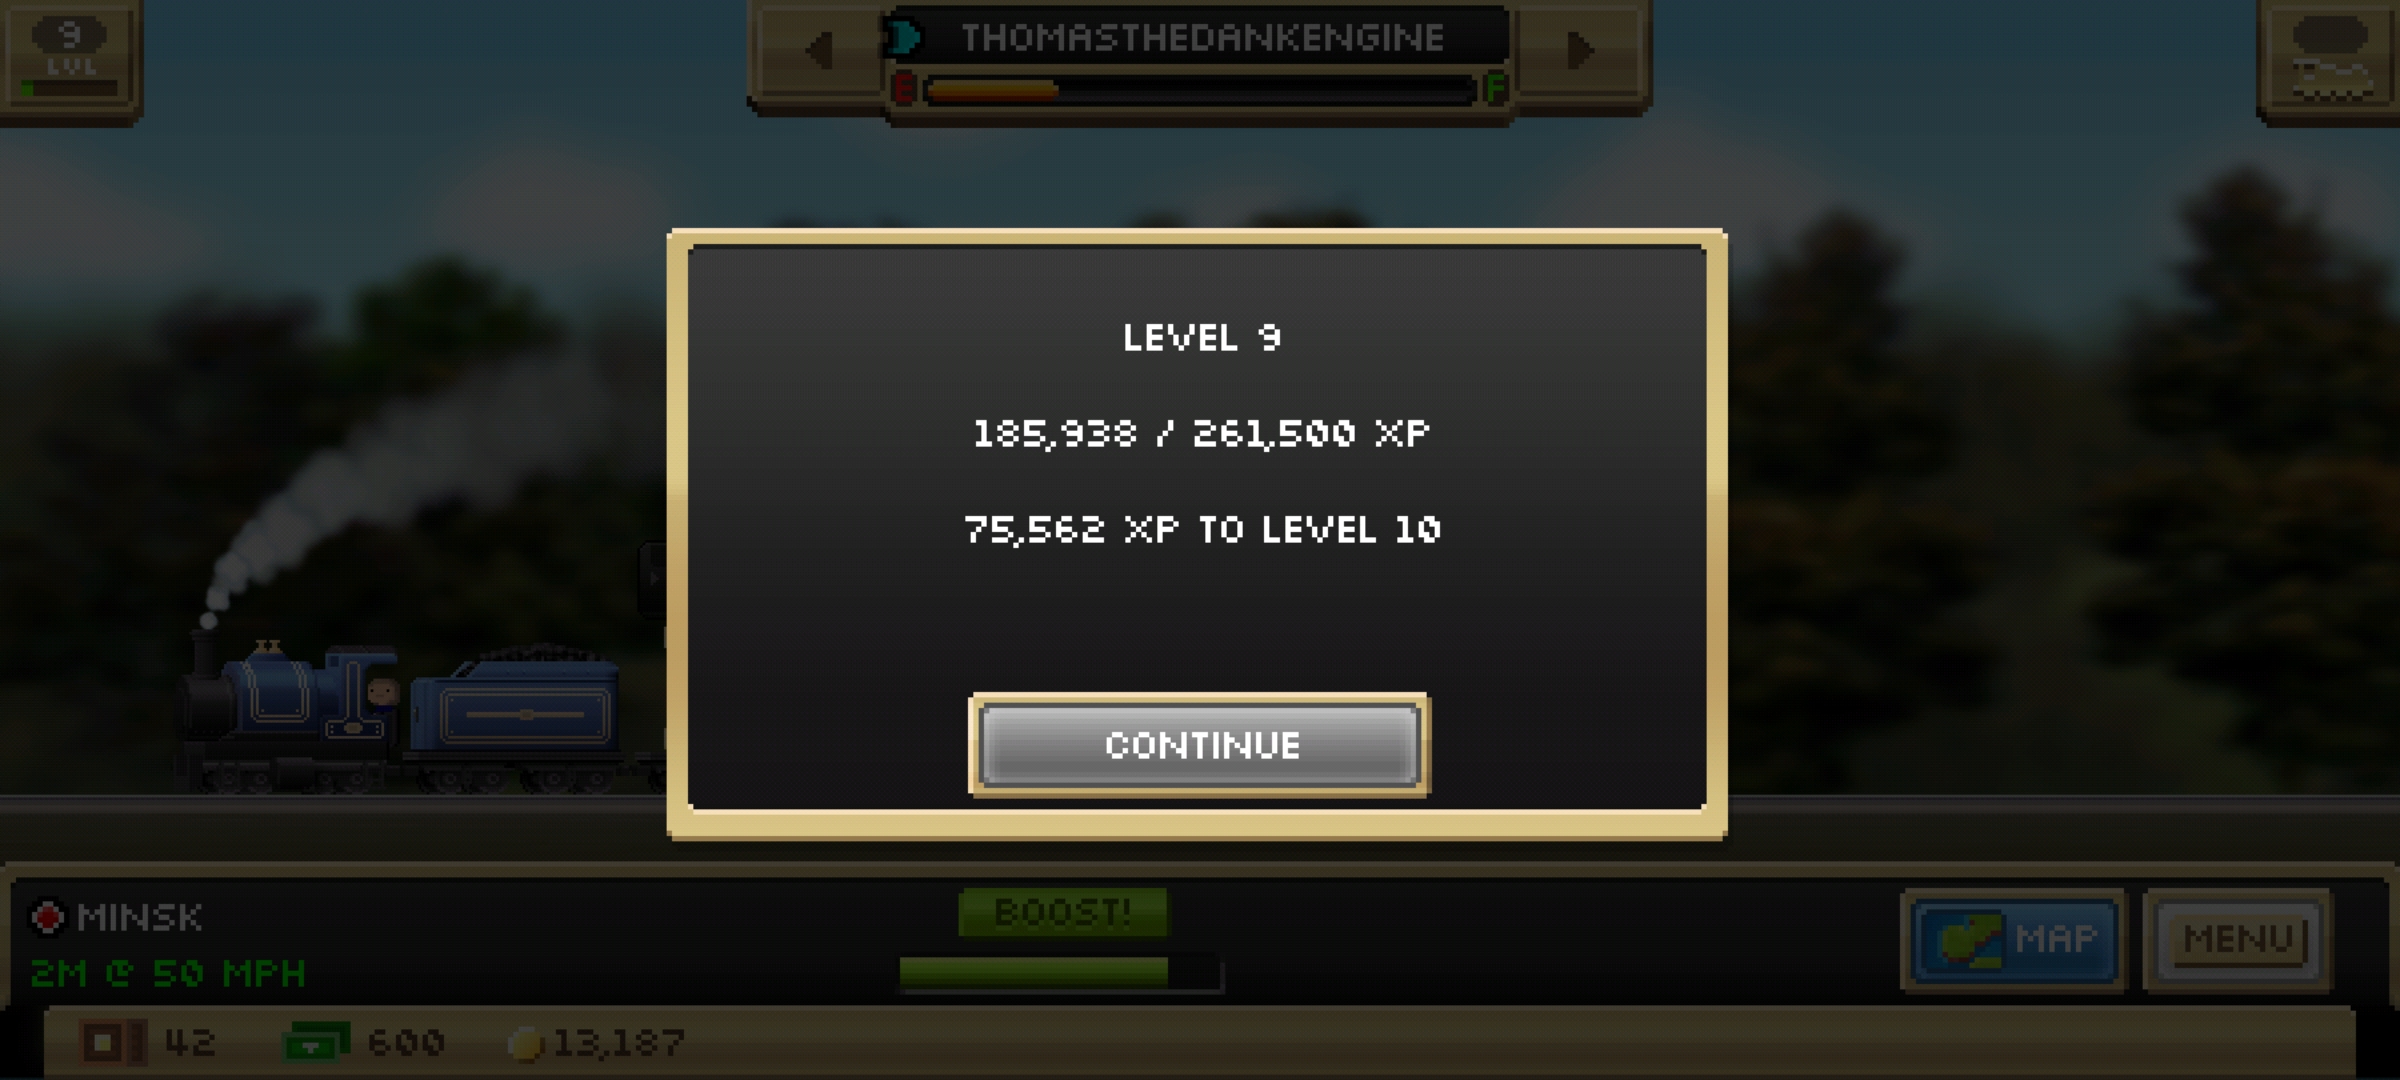 9
LVL
THOMASTHEDANKENGINE
E F
LEVEL 9
185,938 / 261,500 XP
75,562 XP TO LEVEL 10
CONTINUE
MINSK
2M @ 50 MPH
BOOST!
MAP
MENU
42 600 13,187